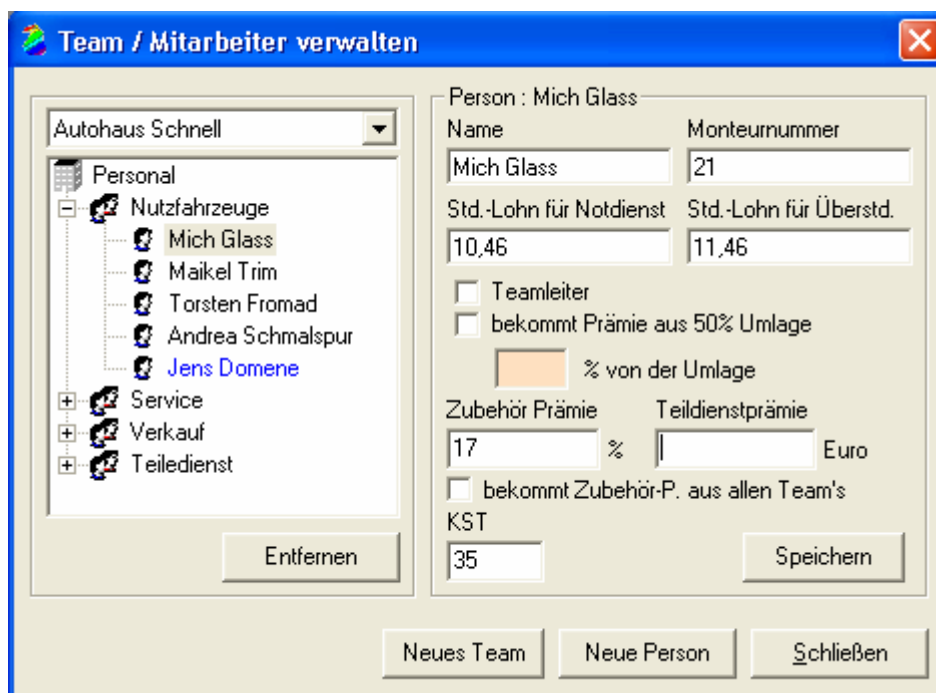 Team / Mitarbeiter verwalten
Autohaus Schnell
Personal
Nutzfahrzeuge
Mich Glass
Maikel Trim
Torsten Fromad
Andrea Schmalspur
Jens Domene
Service
Verkauf
Teiledienst
Entfernen
Person : Mich Glass
Name Monteurnummer
Mich Glass 21
Std.-Lohn für Notdienst Std.-Lohn für Überstd.
10,46 11,46
Teamleiter
bekommt Prämie aus 50% Umlage
% von der Umlage
Zubehör Prämie Teildienstprämie
17 % Euro
bekommt Zubehör-P. aus allen Team's
KST
35 Speichern
Neues Team Neue Person Schließen